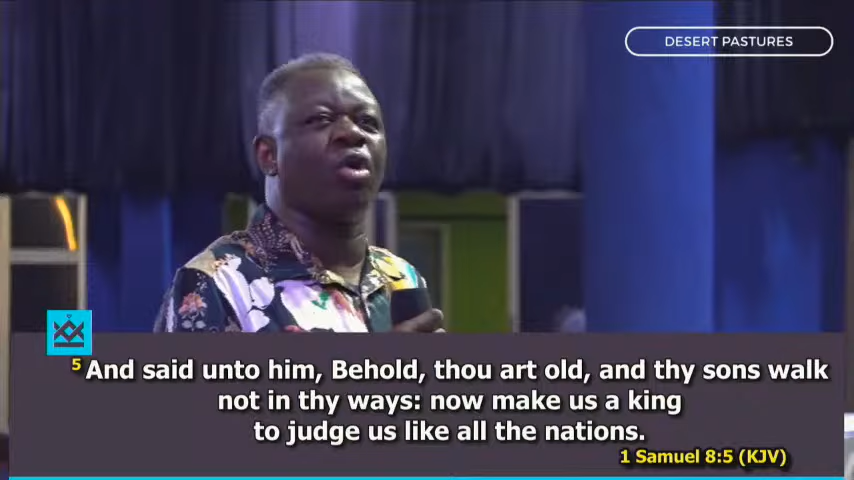 DESERT PASTURES
5 And said unto him, Behold, thou art old, and thy sons walk
not in thy ways: now make us a king
to judge us like all the nations.
1 Samuel 8:5 (KJV)